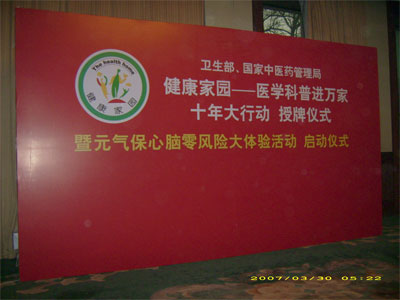 The health home
健康家园
卫生部、国家中医药管理局
健康家园——医学科普进万家
十年大行动 授牌仪式
暨元气保心脑零风险大体验活动 启动仪式
2007/03/30 05:22